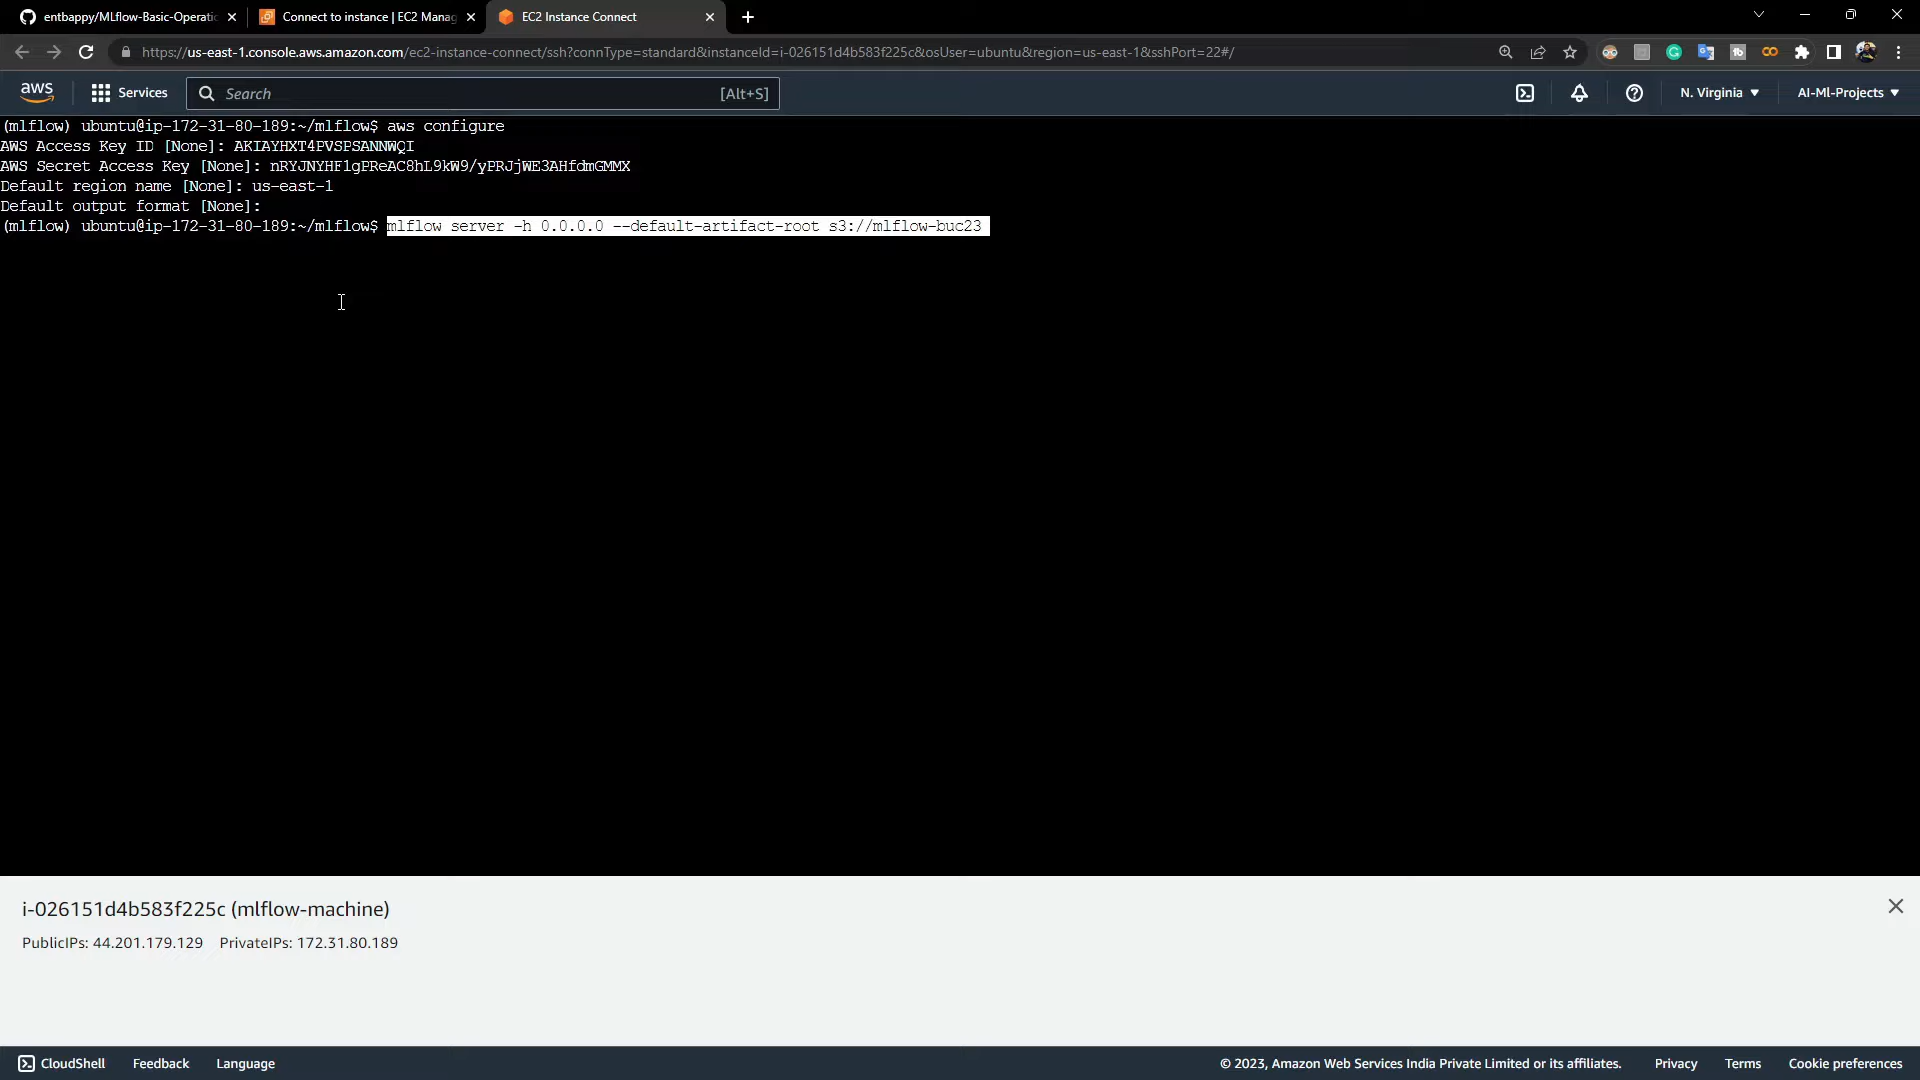 entbappy/MLflow-Basic-Operatic
Connect to instance | EC2 Manag
EC2 Instance Connect
https://us-east-1.console.aws.amazon.com/ec2-instance-connect/ssh?connType=standard&instanceId=i-026151d4b583f225c&osUser=ubuntu&region=us-east-1&sshPort=22#/
aws
Services
Search
[Alt+S]
N. Virginia
AI-Ml-Projects
(mlflow) ubuntu@ip-172-31-80-189:~/mlflow$ aws configure
AWS Access Key ID [None]: AKIAYHXT4PVSPSANNWQI
AWS Secret Access Key [None]: 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
Default region name [None]: us-east-1
Default output format [None]:
(mlflow) ubuntu@ip-172-31-80-189:~/mlflow$ mlflow server -h 0.0.0.0 --default-artifact-root s3://mlflow-buc23
i-026151d4b583f225c (mlflow-machine)
PublicIPs: 44.201.179.129 PrivateIPs: 172.31.80.189
CloudShell
Feedback
Language
© 2023, Amazon Web Services India Private Limited or its affiliates.
Privacy
Terms
Cookie preferences